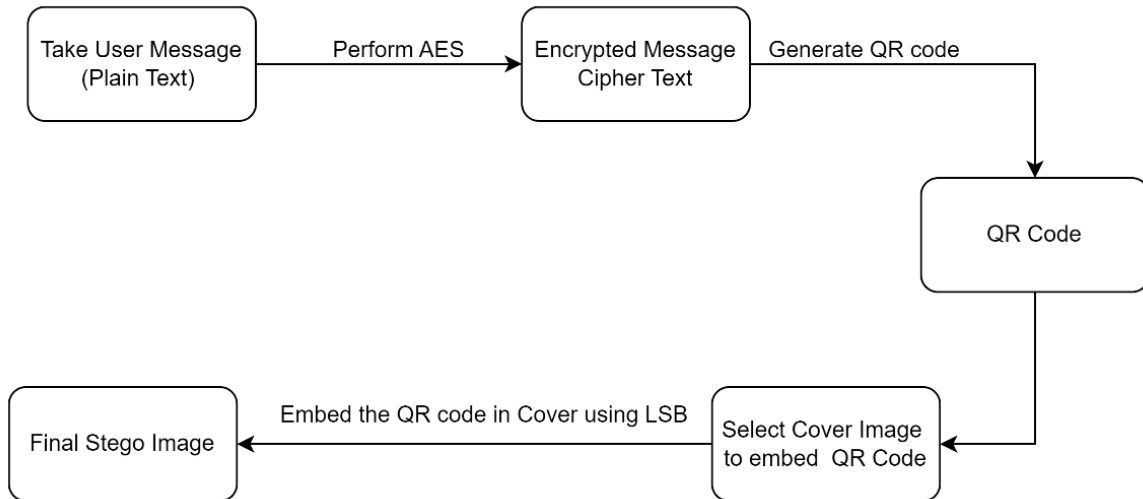 Take User Message
(Plain Text)
Perform AES
Encrypted Message
Cipher Text
Generate QR code
QR Code
Select Cover Image
to embed  QR Code
Embed the QR code in Cover using LSB
Final Stego Image